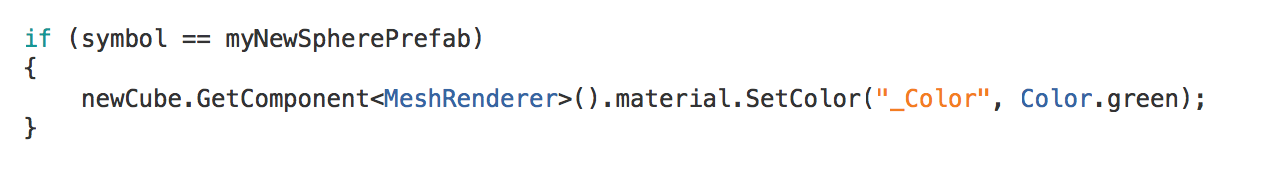 if (symbol == myNewSpherePrefab)
{
    newCube.GetComponent<MeshRenderer>().material.SetColor("_Color", Color.green);
}